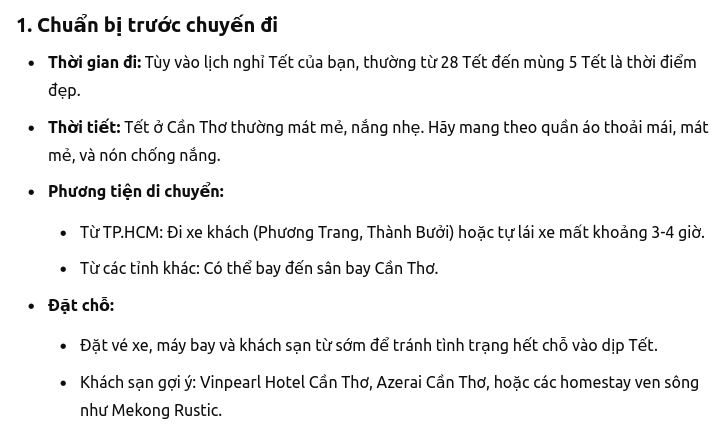 1. Chuẩn bị trước chuyến đi
• Thời gian đi: Tùy vào lịch nghỉ Tết của bạn, thường từ 28 Tết đến mùng 5 Tết là thời điểm
đẹp.
• Thời tiết: Tết ở Cần Thơ thường mát mẻ, nắng nhẹ. Hãy mang theo quần áo thoải mái, mát
mẻ, và nón chống nắng.
• Phương tiện di chuyển:
• Từ TP.HCM: Đi xe khách (Phương Trang, Thành Bưởi) hoặc tự lái xe mất khoảng 3-4 giờ.
• Từ các tỉnh khác: Có thể bay đến sân bay Cần Thơ.
• Đặt chỗ:
• Đặt vé xe, máy bay và khách sạn từ sớm để tránh tình trạng hết chỗ vào dịp Tết.
• Khách sạn gợi ý: Vinpearl Hotel Cần Thơ, Azerai Cần Thơ, hoặc các homestay ven sông
như Mekong Rustic.